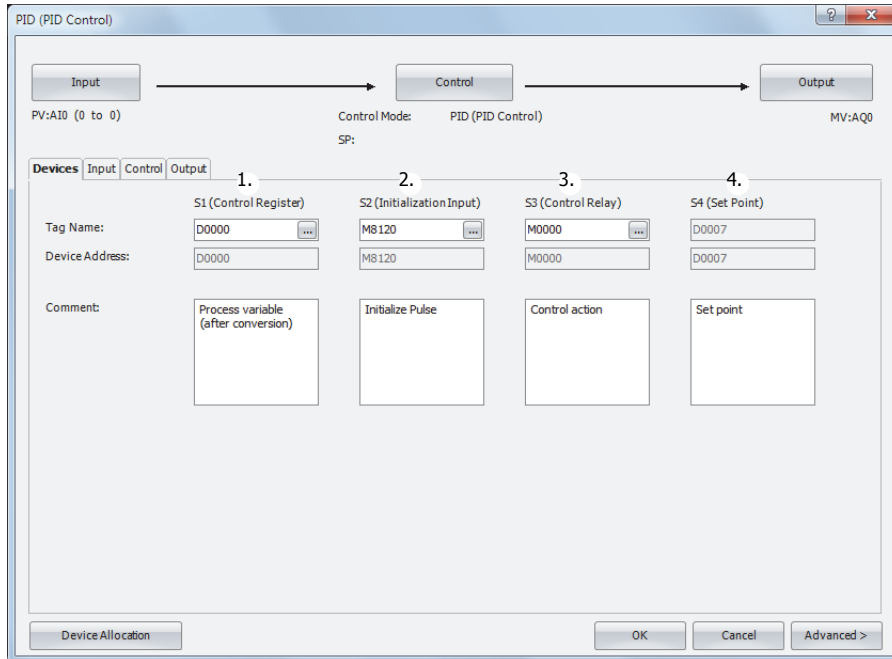 PID (PID Control)
? X
Input Control Output
PV:AI0 (0 to 0) Control Mode: PID (PID Control) MV:AQ0
SP:
Devices Input Control Output
1. 2. 3. 4.
S1 (Control Register) S2 (Initialization Input) S3 (Control Relay) S4 (Set Point)
Tag Name: D0000 ... M8120 ... M0000 ... D0007
Device Address: D0000 M8120 M0000 D0007
Comment: Process variable Initialize Pulse Control action Set point
(after conversion)
Device Allocation OK Cancel Advanced >